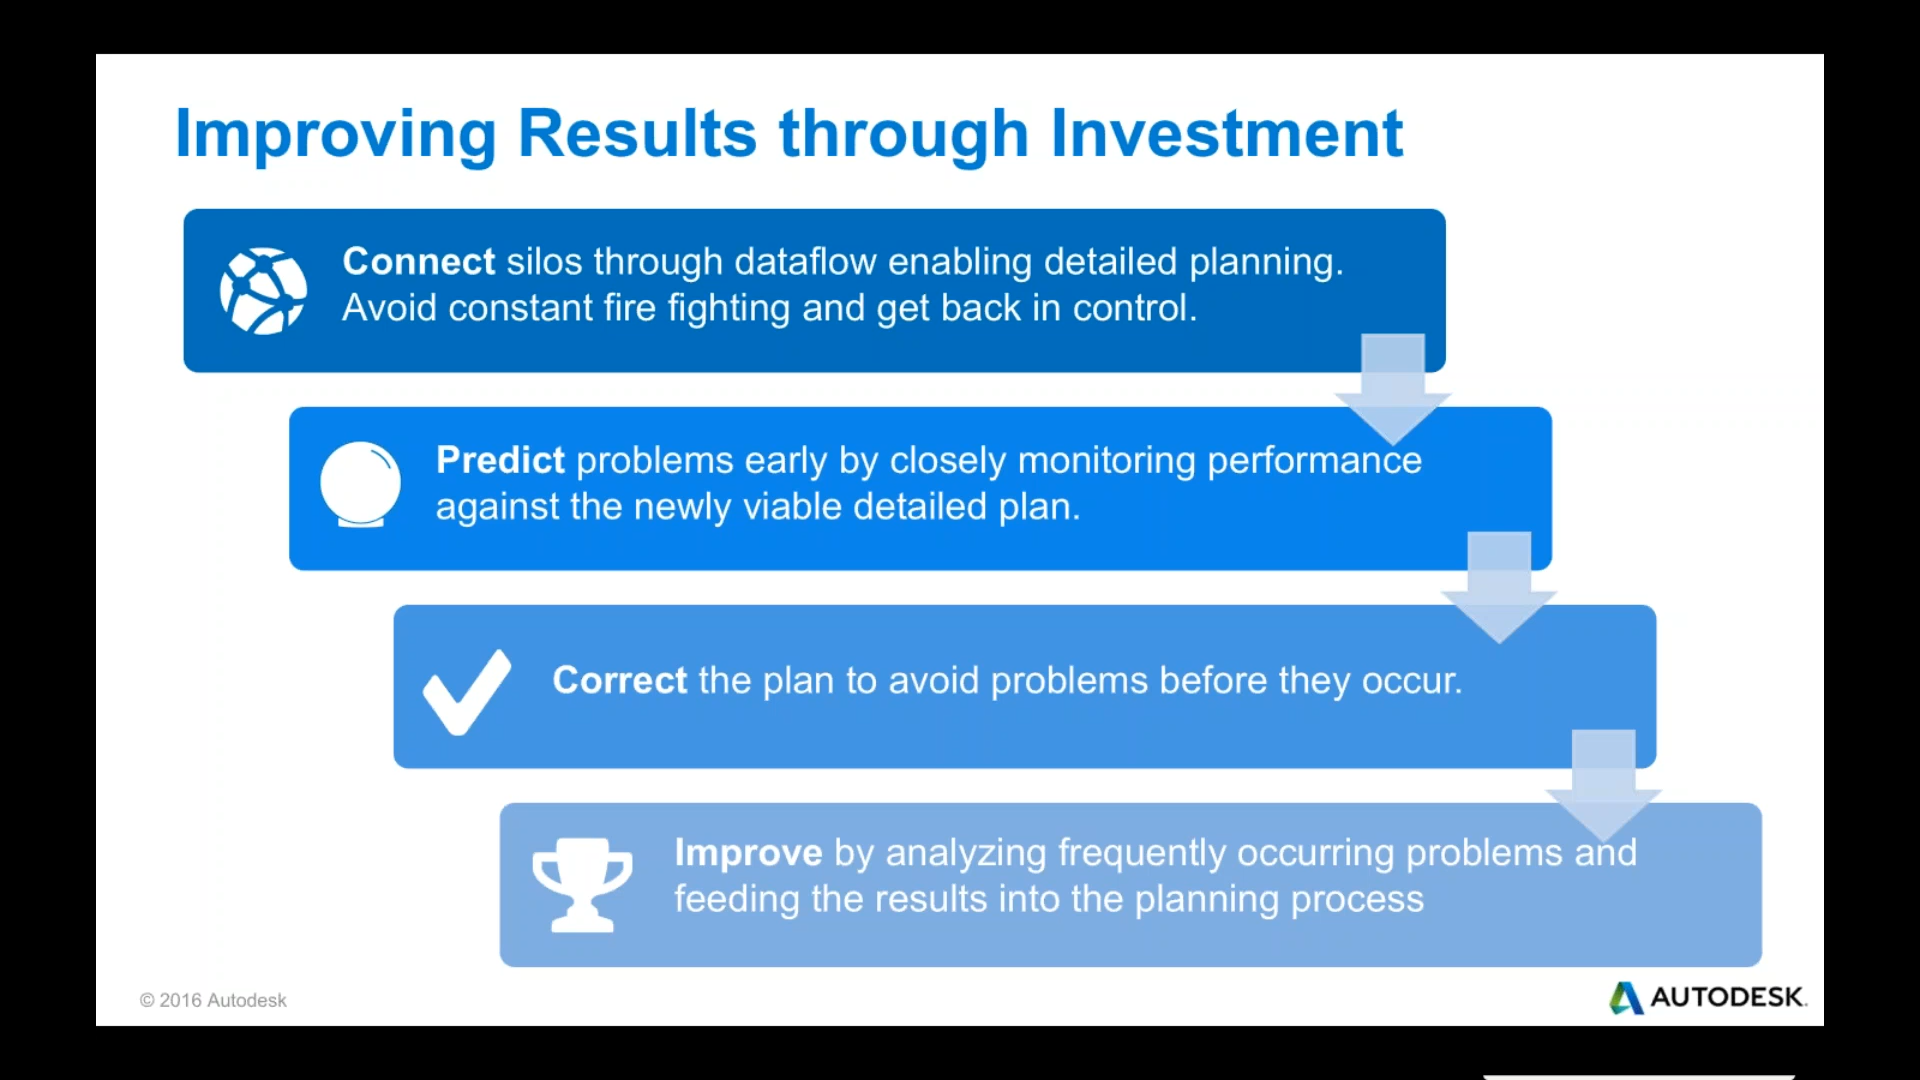 Improving Results through Investment
Connect silos through dataflow enabling detailed planning.
Avoid constant fire fighting and get back in control.
Predict problems early by closely monitoring performance
against the newly viable detailed plan.
Correct the plan to avoid problems before they occur.
Improve by analyzing frequently occurring problems and
feeding the results into the planning process
© 2016 Autodesk
AUTODESK.